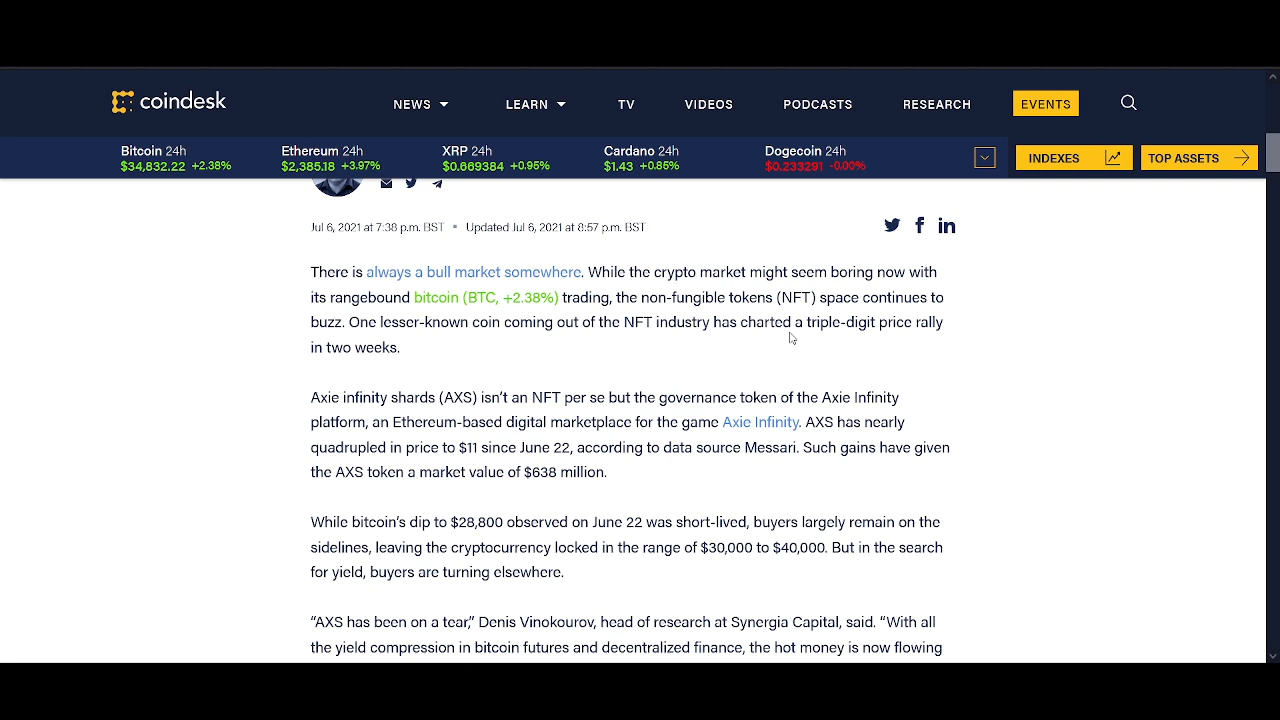 coindesk
NEWS LEARN TV VIDEOS PODCASTS RESEARCH EVENTS
Bitcoin 24h Ethereum 24h XRP 24h Cardano 24h Dogecoin 24h
$34,832.22 +2.38% $2,385.18 +3.97% $0.669384 +0.95% $1.43 +0.85% $0.233291 -0.00%
INDEXES TOP ASSETS
Jul 6, 2021 at 7:38 p.m. BST Updated Jul 6, 2021 at 8:57 p.m. BST
There is always a bull market somewhere. While the crypto market might seem boring now with
its rangebound bitcoin (BTC, +2.38%) trading, the non-fungible tokens (NFT) space continues to
buzz. One lesser-known coin coming out of the NFT industry has charted a triple-digit price rally
in two weeks.
Axie infinity shards (AXS) isn't an NFT per se but the governance token of the Axie Infinity
platform, an Ethereum-based digital marketplace for the game Axie Infinity. AXS has nearly
quadrupled in price to $11 since June 22, according to data source Messari. Such gains have given
the AXS token a market value of $638 million.
While bitcoin's dip to $28,800 observed on June 22 was short-lived, buyers largely remain on the
sidelines, leaving the cryptocurrency locked in the range of $30,000 to $40,000. But in the search
for yield, buyers are turning elsewhere.
"AXS has been on a tear," Denis Vinokourov, head of research at Synergia Capital, said. "With all
the yield compression in bitcoin futures and decentralized finance, the hot money is now flowing